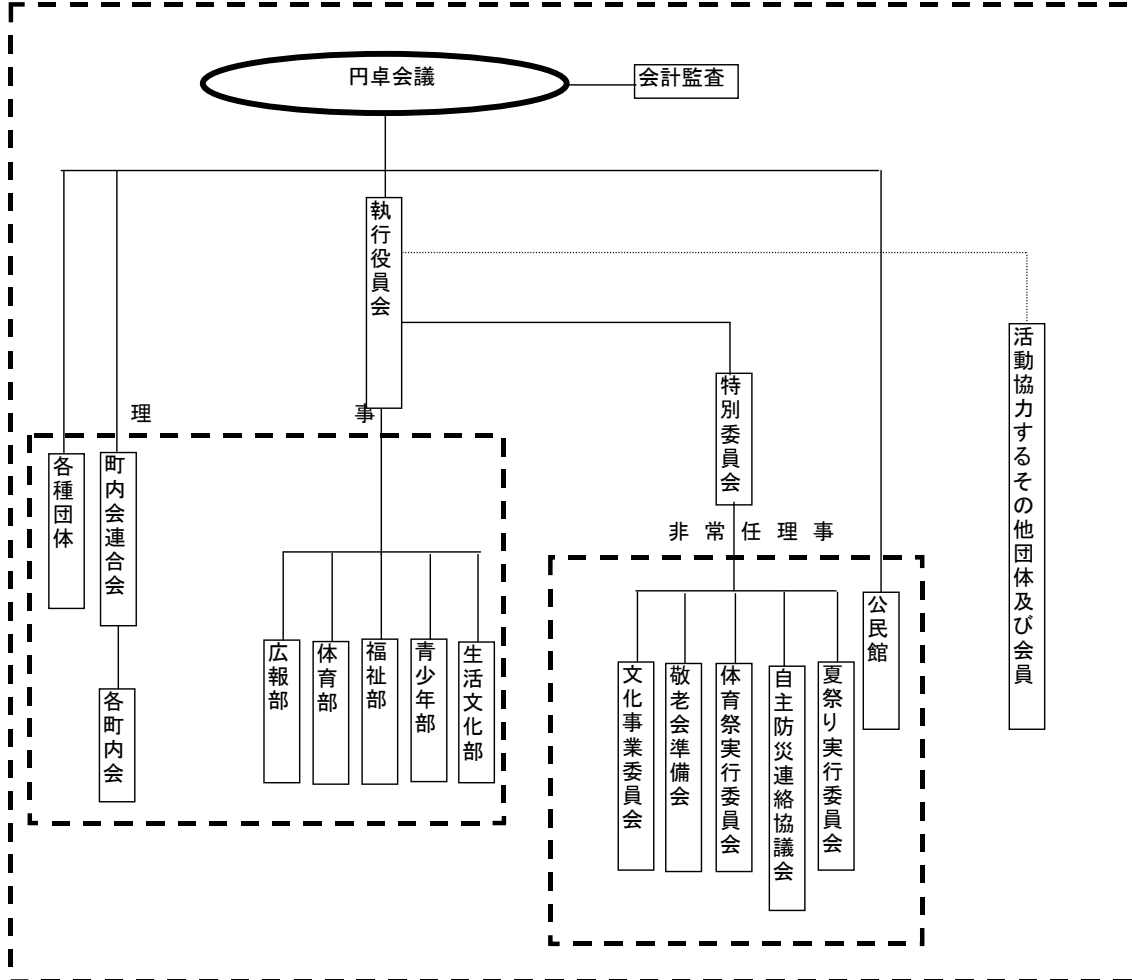 円卓会議
会計監査
執行役員会
活動協力するその他団体及び会員
特別委員会
理事
各種団体
町内会連合会
非常任理事
公民館
広報部
体育部
福祉部
青少年部
生活文化部
各町内会
文化事業委員会
敬老会準備会
体育祭実行委員会
自主防災連絡協議会
夏祭り実行委員会